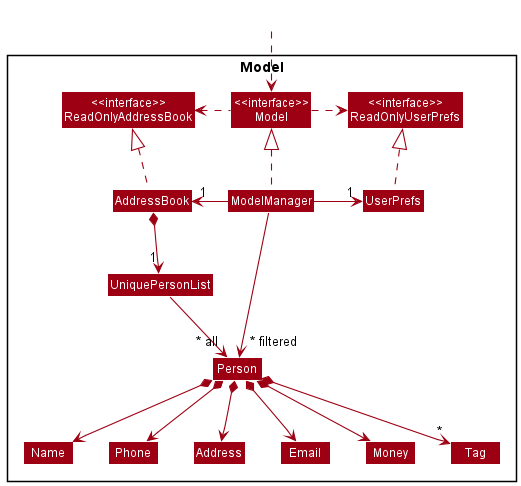 Model
<<interface>>
ReadOnlyAddressBook
<<interface>>
Model
<<interface>>
ReadOnlyUserPrefs
AddressBook
1
ModelManager
1
UserPrefs
1
UniquePersonList
* all
* filtered
Person
*
Name
Phone
Address
Email
Money
Tag